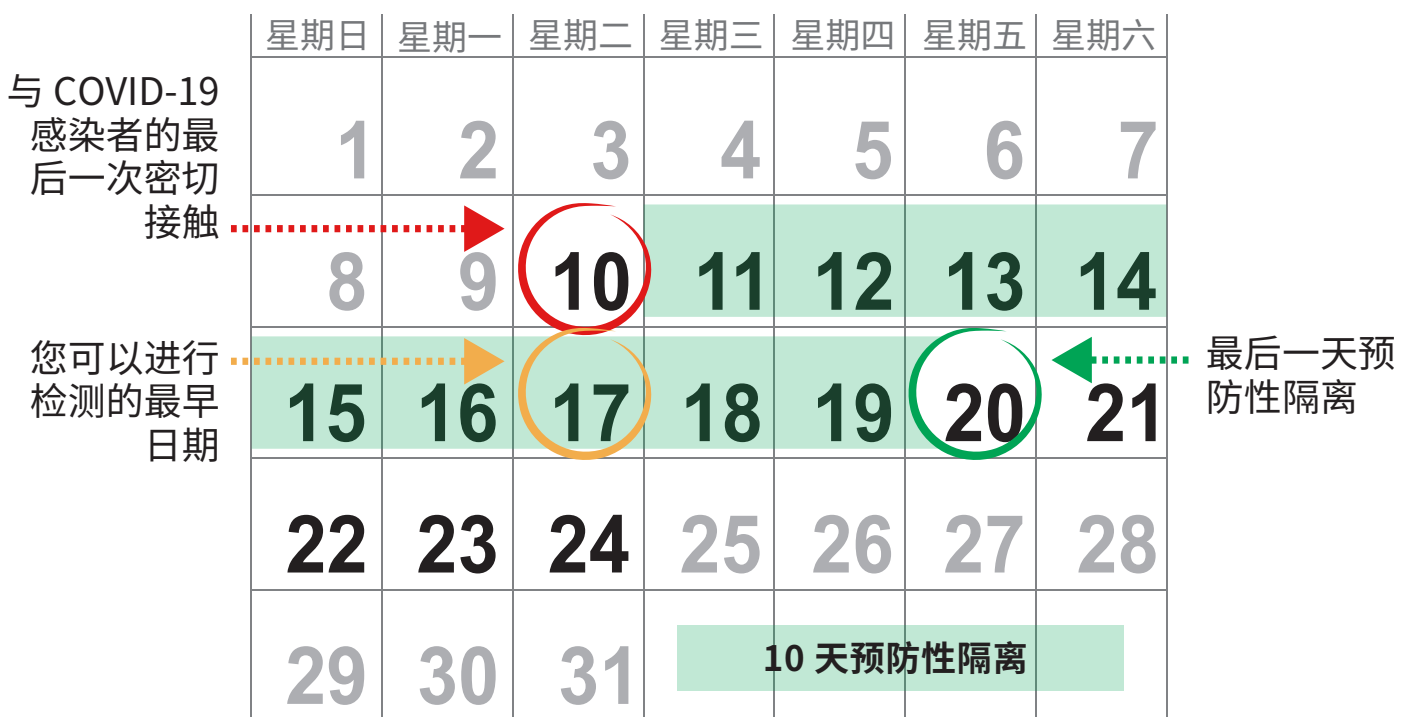 星期日 星期一 星期二 星期三 星期四 星期五 星期六
与 COVID-19
感染者的最
后一次密切
接触
1 2 3 4 5 6 7
8 9 10 11 12 13 14
您可以进行
检测的最早
日期
15 16 17 18 19 20 21
最后一天预
防性隔离
22 23 24 25 26 27 28
29 30 31
10 天预防性隔离